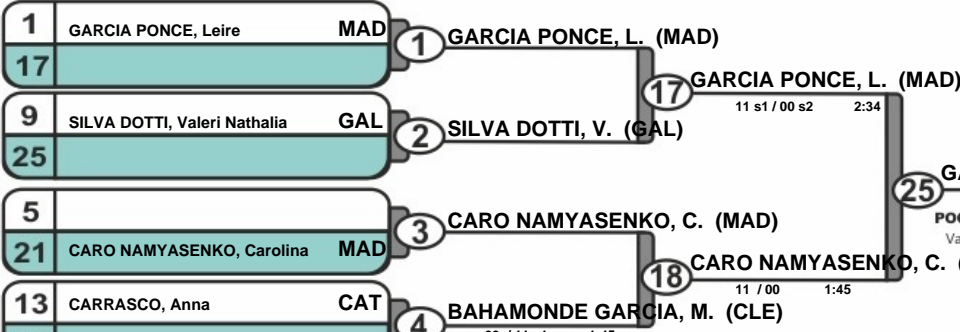 1 GARCIA PONCE, Leire MAD
17
9 SILVA DOTTI, Valeri Nathalia GAL
25
5
21 CARO NAMYASENKO, Carolina MAD
13 CARRASCO, Anna CAT
1 GARCIA PONCE, L. (MAD)
2 SILVA DOTTI, V. (GAL)
3 CARO NAMYASENKO, C. (MAD)
4 BAHAMONDE GARCIA, M. (CLE)
17 GARCIA PONCE, L. (MAD)
11 s1 / 00 s2 2:34
18 CARO NAMYASENKO, C. (
11 / 00 1:45
25